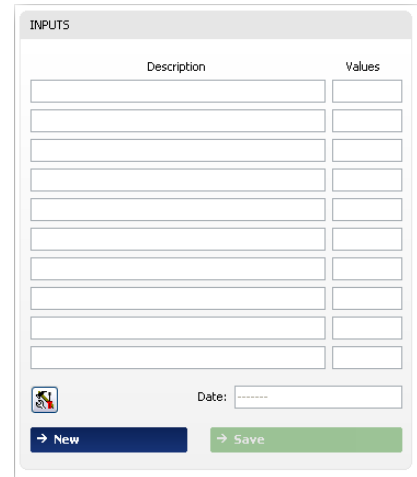 INPUTS
Description Values
Date: -------
→ New → Save